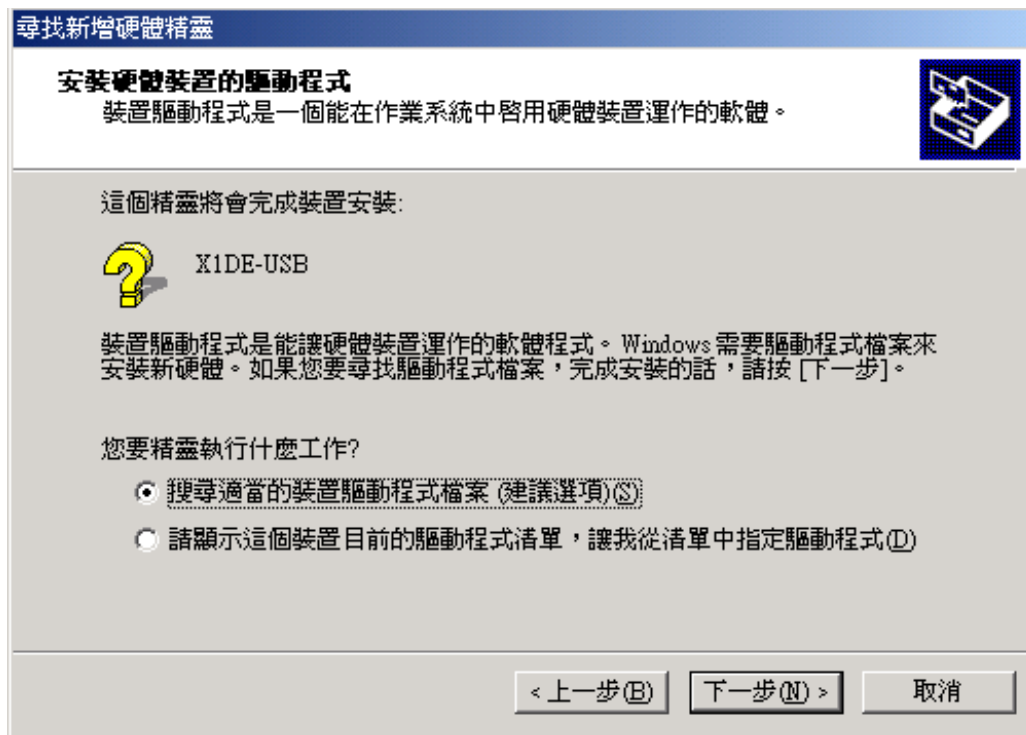 尋找新增硬體精靈
安裝硬體裝置的驅動程式
裝置驅動程式是一個能在作業系統中啓用硬體裝置運作的軟體。
這個精靈將會完成裝置安裝:
X1DE-USB
裝置驅動程式是能讓硬體裝置運作的軟體程式。Windows 需要驅動程式檔案來
安裝新硬體。如果您要尋找驅動程式檔案，完成安裝的話，請按 [下一步]。
您要精靈執行什麼工作?
搜尋適當的裝置驅動程式檔案 (建議選項)(S)
請顯示這個裝置目前的驅動程式清單，讓我從清單中指定驅動程式(D)
< 上一步(B) 下一步(N) > 取消